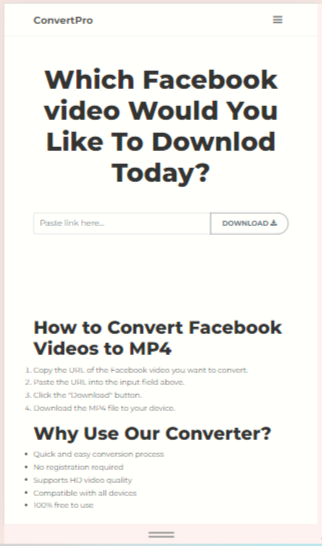 ConvertPro
Which Facebook
video Would You
Like To Downlod
Today?
Paste link here...
DOWNLOAD
How to Convert Facebook
Videos to MP4
1. Copy the URL of the Facebook video you want to convert.
2. Paste the URL into the input field above.
3. Click the "Download" button.
4. Download the MP4 file to your device.
Why Use Our Converter?
• Quick and easy conversion process
• No registration required
• Supports HD video quality
• Compatible with all devices
• 100% free to use